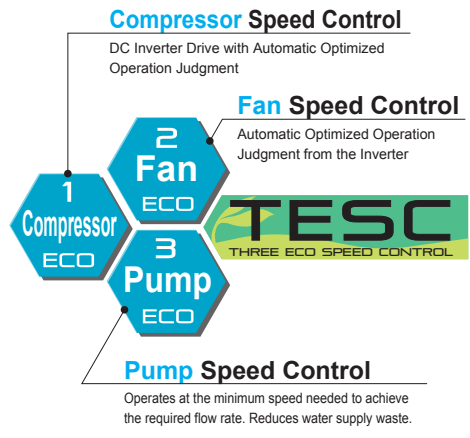 Compressor Speed Control
DC Inverter Drive with Automatic Optimized
Operation Judgment
Fan Speed Control
Automatic Optimized Operation
Judgment from the Inverter
1
Compressor
ECO
2
Fan
ECO
3
Pump
ECO
TESC
THREE ECO SPEED CONTROL
Pump Speed Control
Operates at the minimum speed needed to achieve
the required flow rate. Reduces water supply waste.